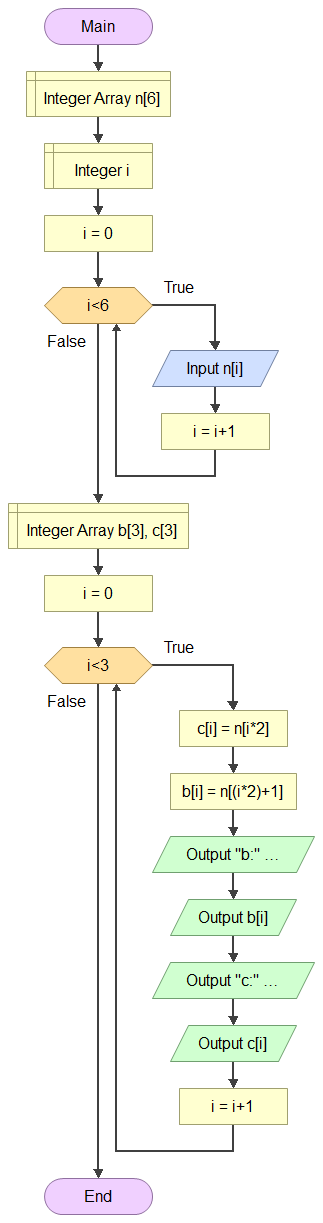 Main
Integer Array n[6]
Integer i
i = 0
i<6
True
False
Input n[i]
i = i+1
Integer Array b[3], c[3]
i = 0
i<3
True
False
c[i] = n[i*2]
b[i] = n[(i*2)+1]
Output "b:" ...
Output b[i]
Output "c:" ...
Output c[i]
i = i+1
End